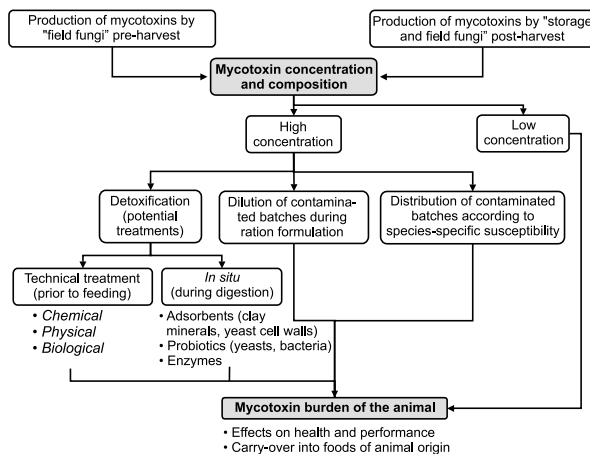 Production of mycotoxins by
"field fungi" pre-harvest
Production of mycotoxins by "storage
and field fungi" post-harvest
Mycotoxin concentration
and composition
High
concentration
Low
concentration
Detoxification
(potential
treatments)
Dilution of contamina-
ted batches during
ration formulation
Distribution of contaminated
batches according to
species-specific susceptibility
Technical treatment
(prior to feeding)
• Chemical
• Physical
• Biological
In situ
(during digestion)
• Adsorbents (clay
minerals, yeast cell walls)
• Probiotics (yeasts, bacteria)
• Enzymes
Mycotoxin burden of the animal
• Effects on health and performance
• Carry-over into foods of animal origin